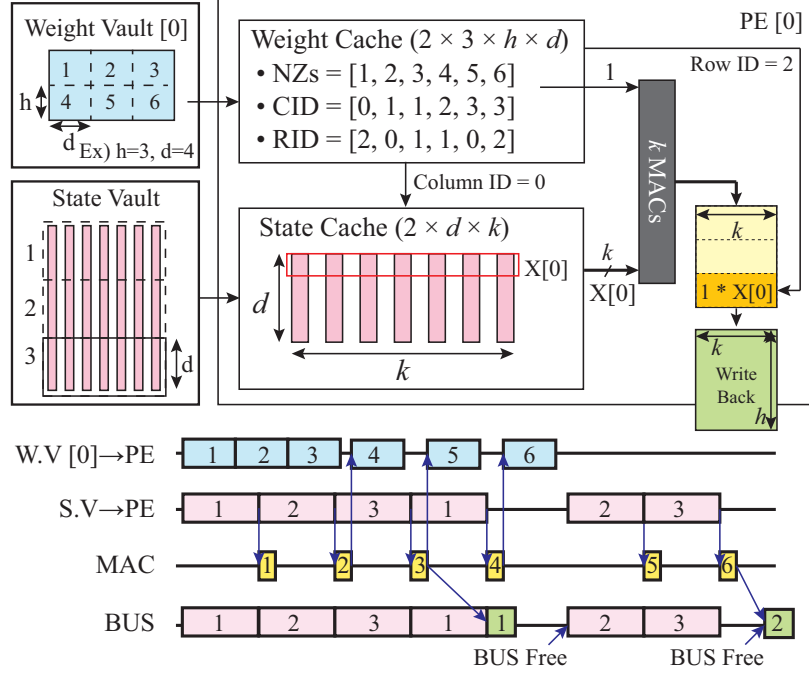 Weight Vault [0]
1 2 3
4 5 6
h
d
Ex) h=3, d=4
State Vault
1
2
3
d
PE [0]
Weight Cache (2 × 3 × h × d)
• NZs = [1, 2, 3, 4, 5, 6]
• CID = [0, 1, 1, 2, 3, 3]
• RID = [2, 0, 1, 1, 0, 2]
1
Row ID = 2
Column ID = 0
State Cache (2 × d × k)
X[0]
d
k
k
X[0]
k MACs
k
1 * X[0]
k
Write
Back
h
W.V [0]→PE 1 2 3 4 5 6
S.V→PE 1 2 3 1 2 3
MAC 1 2 3 4 5 6
BUS 1 2 3 1 1 2 3 2
BUS Free BUS Free